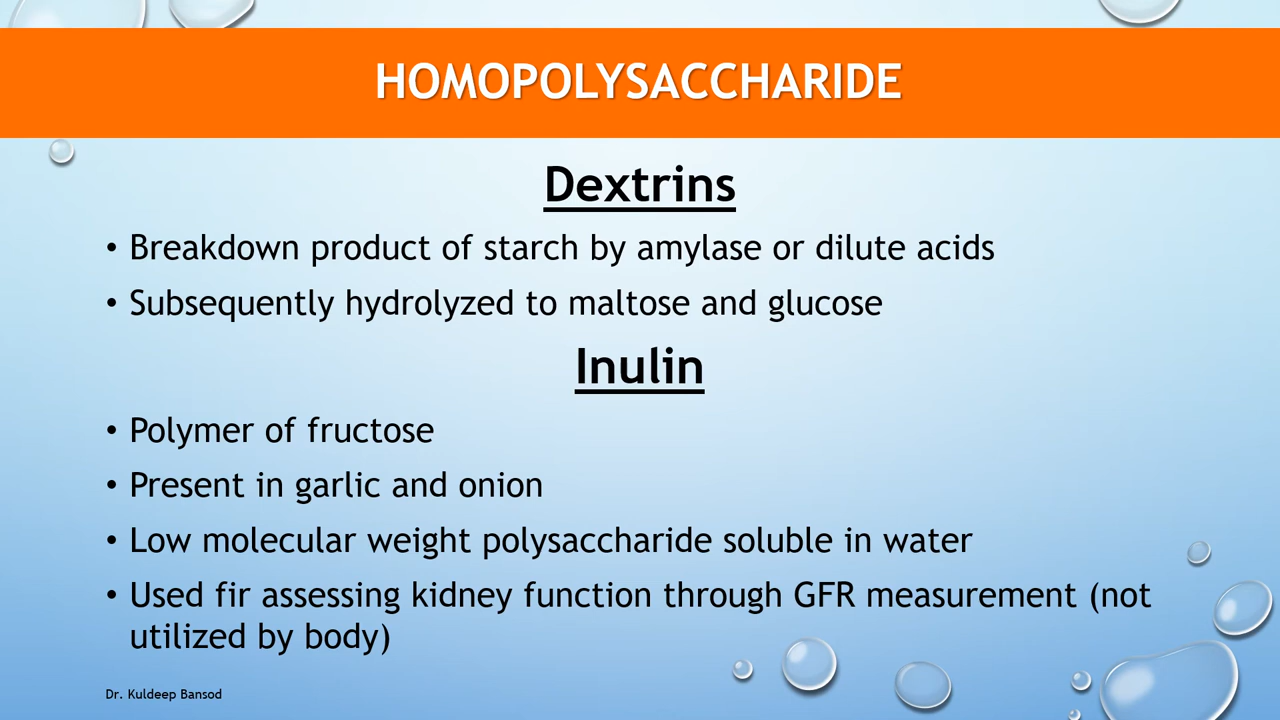 HOMOPOLYSACCHARIDE
Dextrins
• Breakdown product of starch by amylase or dilute acids
• Subsequently hydrolyzed to maltose and glucose
Inulin
• Polymer of fructose
• Present in garlic and onion
• Low molecular weight polysaccharide soluble in water
• Used fir assessing kidney function through GFR measurement (not
utilized by body)
Dr. Kuldeep Bansod